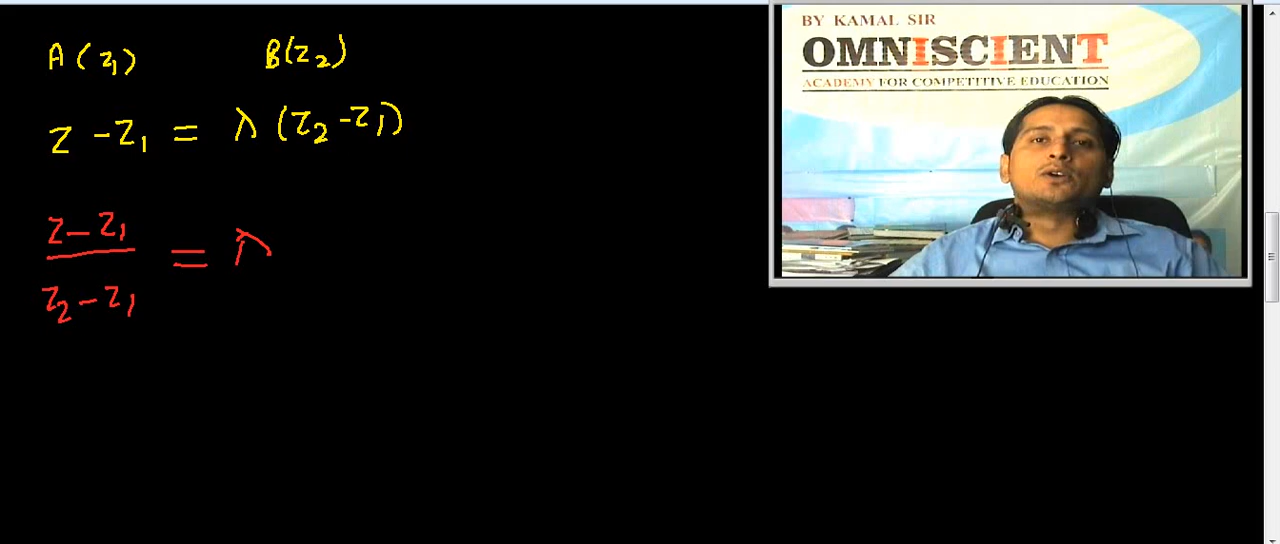 A (z₁) B(z₂)
z - z₁ = λ (z₂ - z₁)
z - z₁
z₂ - z₁
= λ
BY KAMAL SIR
OMNISCIENT
ACADEMY FOR COMPETITIVE EDUCATION